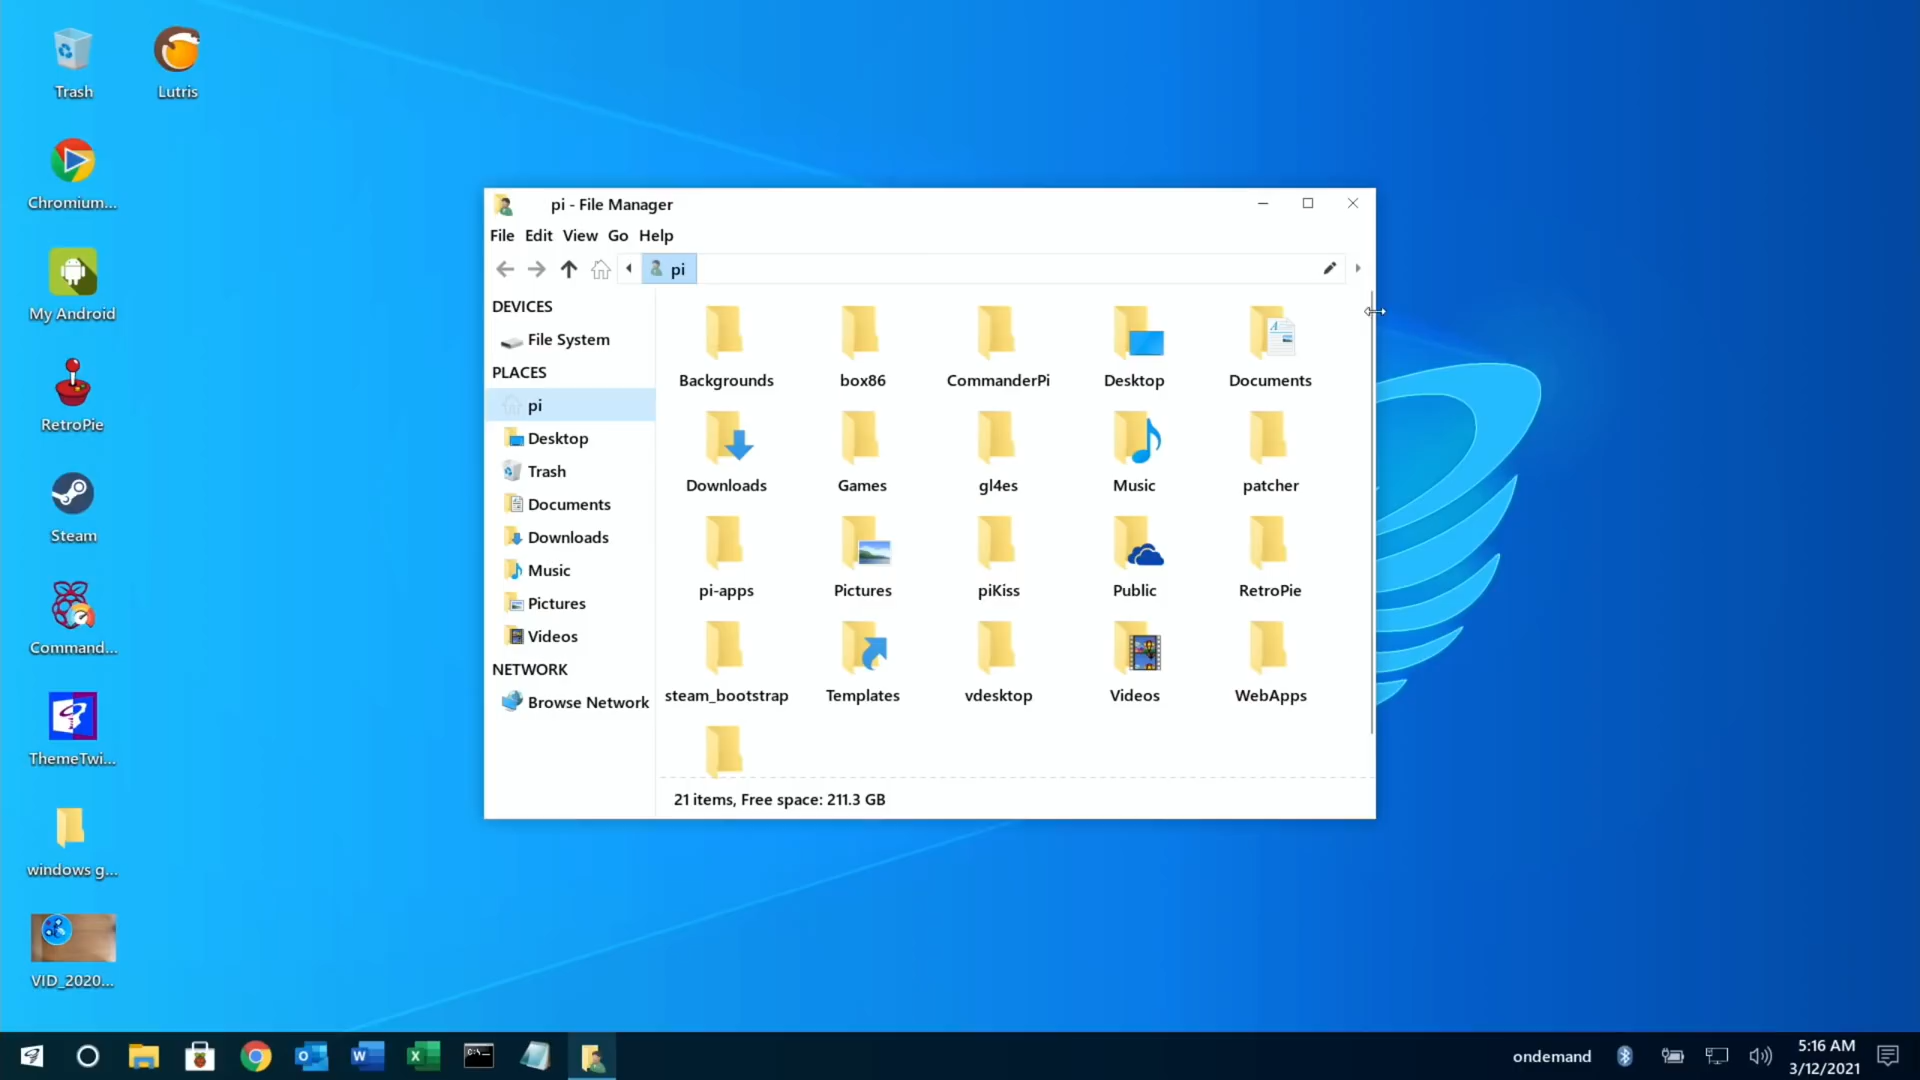 Trash
Lutris
Chromium...
My Android
RetroPie
Steam
Command...
ThemeTwi...
windows g...
VID_2020...
pi - File Manager
File Edit View Go Help
pi
DEVICES
File System
PLACES
pi
Desktop
Trash
Documents
Downloads
Music
Pictures
Videos
NETWORK
Browse Network
Backgrounds box86 CommanderPi Desktop Documents
Downloads Games gl4es Music patcher
pi-apps Pictures piKiss Public RetroPie
steam_bootstrap Templates vdesktop Videos WebApps
21 items, Free space: 211.3 GB
ondemand
5:16 AM
3/12/2021